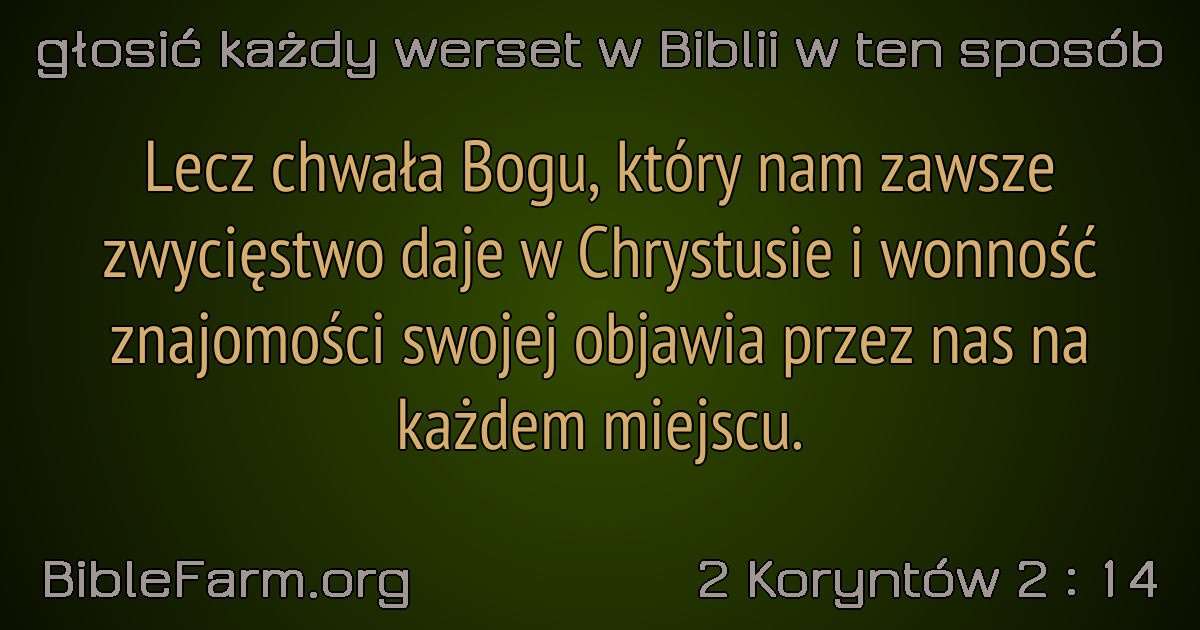 głosić każdy werset w Biblii w ten sposób
Lecz chwała Bogu, który nam zawsze
zwycięstwo daje w Chrystusie i wonność
znajomości swojej objawia przez nas na
każdem miejscu.
BibleFarm.org
2 Koryntów 2 : 14